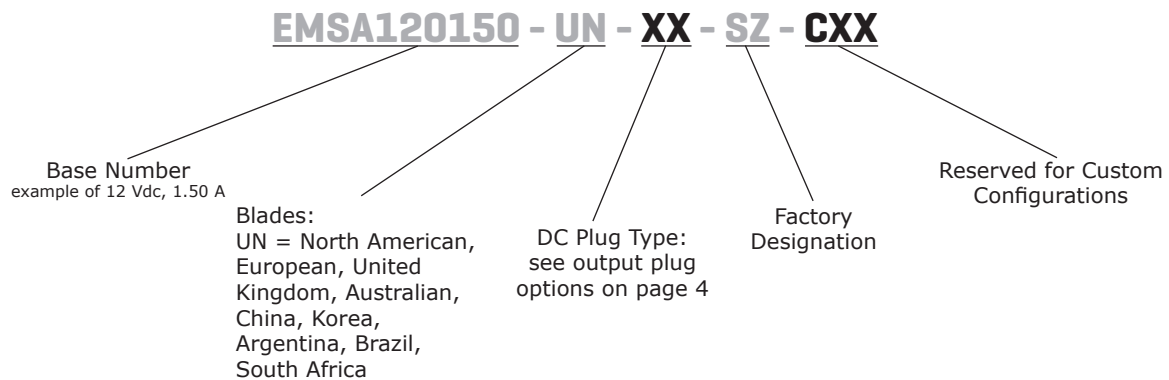 EMSA120150 - UN - XX - SZ - CXX
Base Number
example of 12 Vdc, 1.50 A
Blades:
UN = North American,
European, United
Kingdom, Australian,
China, Korea,
Argentina, Brazil,
South Africa
DC Plug Type:
see output plug
options on page 4
Factory
Designation
Reserved for Custom
Configurations